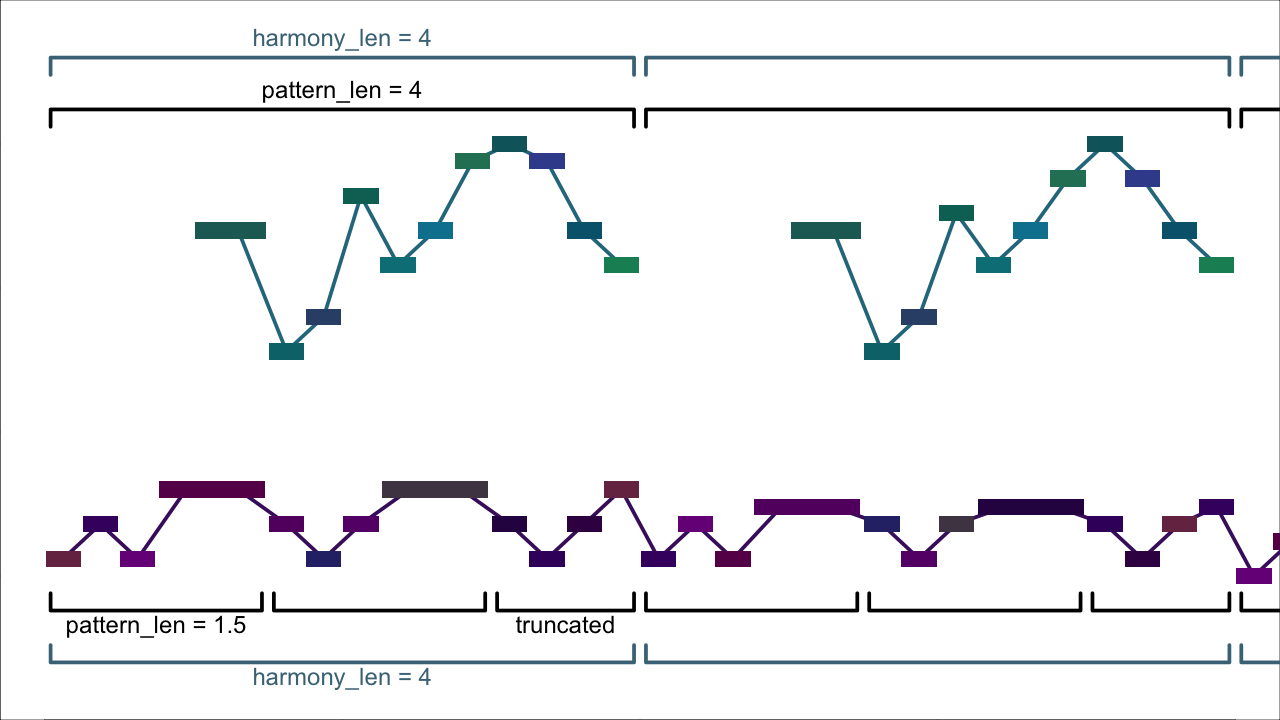 harmony_len = 4
pattern_len = 4
pattern_len = 1.5
truncated
harmony_len = 4